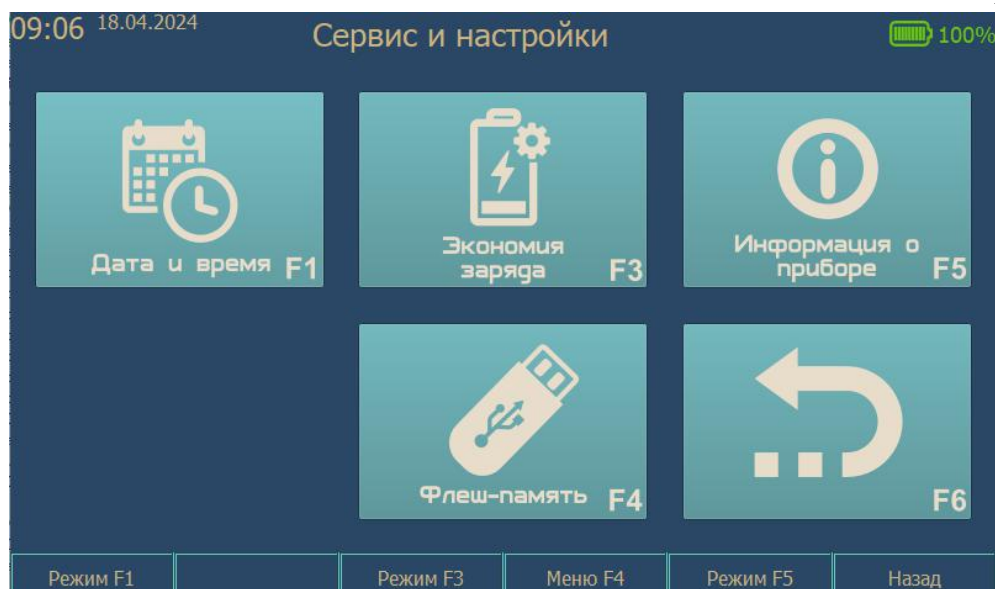 09:06 18.04.2024 Сервис и настройки 100%
Дата и время F1
Экономия
заряда F3
Информация о
приборе F5
Флеш-память F4
F6
Режим F1 Режим F3 Меню F4 Режим F5 Назад